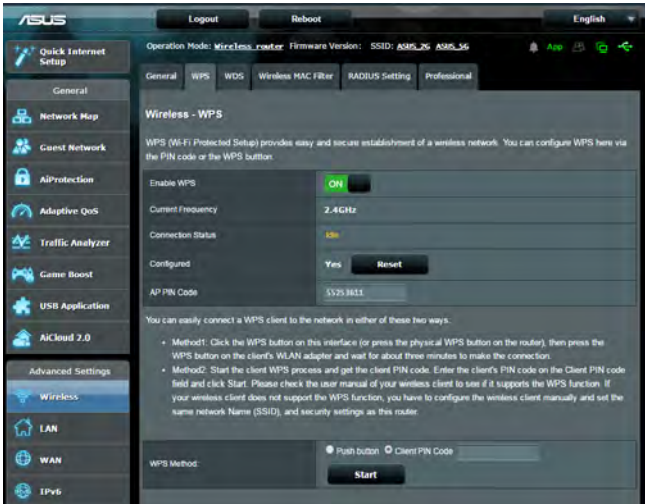 ASUS
Logout
Reboot
English
Quick Internet Setup
Operation Mode: Wireless router Firmware Version: SSID: ASUS_2G ASUS_5G
App
General
WPS
WDS
Wireless MAC Filter
RADIUS Setting
Professional
General
Network Map
Guest Network
AiProtection
Adaptive QoS
Traffic Analyzer
Game Boost
USB Application
AiCloud 2.0
Advanced Settings
Wireless
LAN
WAN
IPv6
Wireless - WPS
WPS (Wi-Fi Protected Setup) provides easy and secure establishment of a wireless network. You can configure WPS here via
the PIN code or the WPS buttton.
Enable WPS
ON
Current Frequency
2.4GHz
Connection Status
Idle
Configured
Yes
Reset
AP PIN Code
55253611
You can easily connect a WPS client to the network in either of these two ways.
• Method1: Click the WPS button on this interface (or press the physical WPS button on the router), then press the
WPS button on the client's WLAN adapter and wait for about three minutes to make the connection.
• Method2: Start the client WPS process and get the client PIN code. Enter the client's PIN code on the Client PIN code
field and click Start. Please check the user manual of your wireless client to see if it supports the WPS function. If
your wireless client does not support the WPS function, you have to configure the wireless client manually and set the
same network Name (SSID), and security settings as this router.
WPS Method:
Push button
Client PIN Code
Start